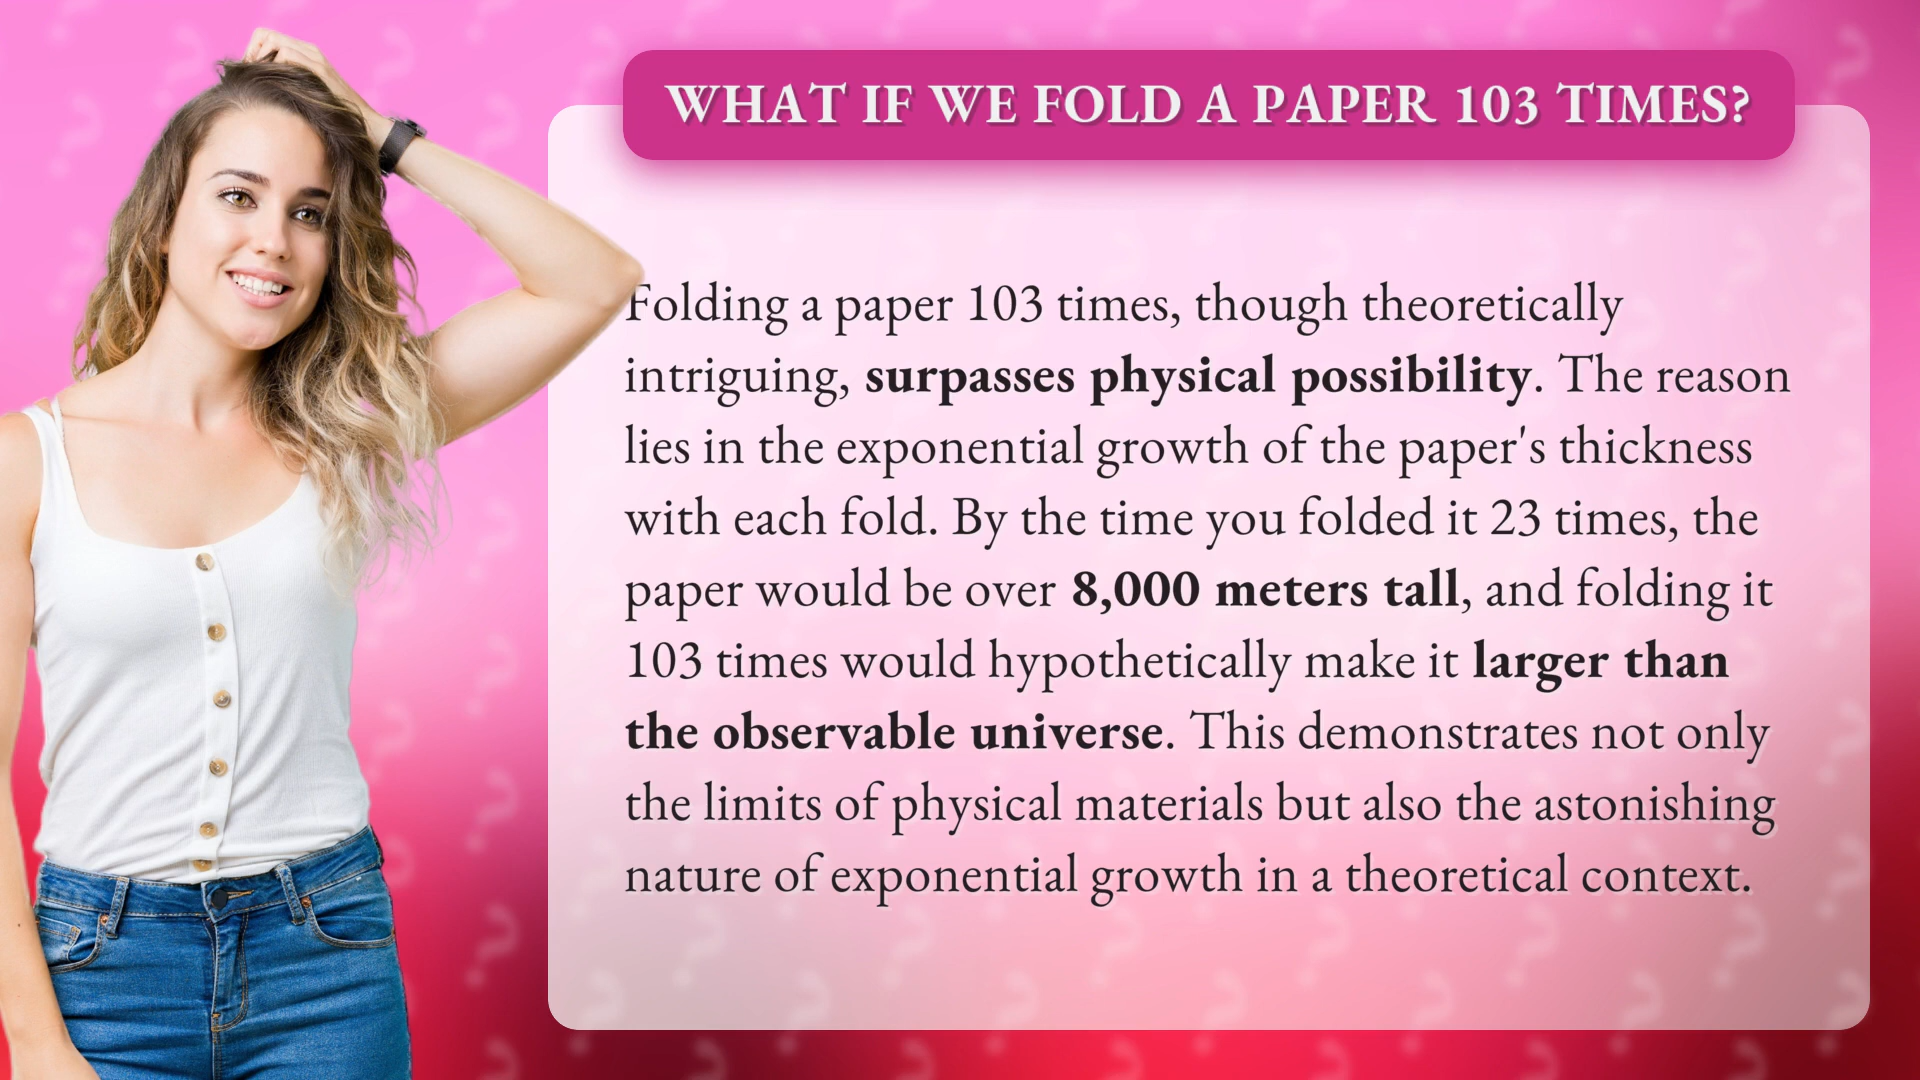 WHAT IF WE FOLD A PAPER 103 TIMES?
Folding a paper 103 times, though theoretically
intriguing, surpasses physical possibility. The reason
lies in the exponential growth of the paper's thickness
with each fold. By the time you folded it 23 times, the
paper would be over 8,000 meters tall, and folding it
103 times would hypothetically make it larger than
the observable universe. This demonstrates not only
the limits of physical materials but also the astonishing
nature of exponential growth in a theoretical context.